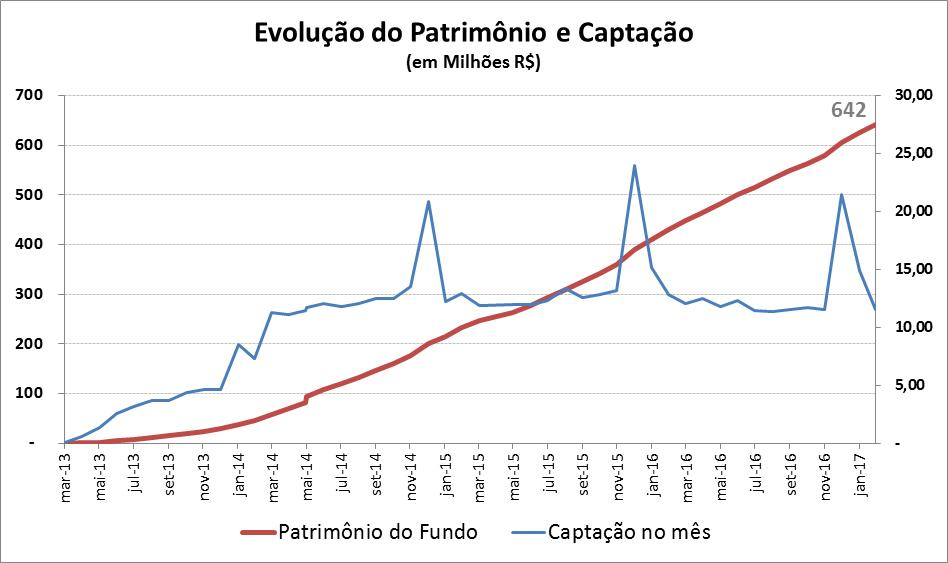 Evolução do Patrimônio e Captação
(em Milhões R$)
700
600
500
400
300
200
100
-
30,00
25,00
20,00
15,00
10,00
5,00
-
642
mar-13
mai-13
jul-13
set-13
nov-13
jan-14
mar-14
mai-14
jul-14
set-14
nov-14
jan-15
mar-15
mai-15
jul-15
set-15
nov-15
jan-16
mar-16
mai-16
jul-16
set-16
nov-16
jan-17
Patrimônio do Fundo
Captação no mês